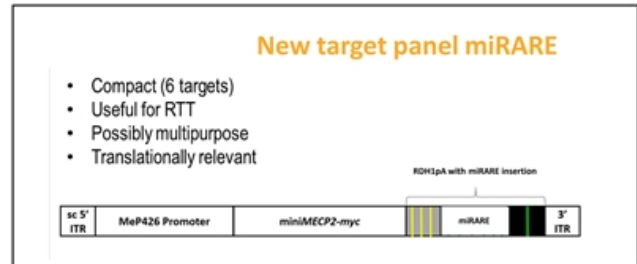 New target panel miRARE
• Compact (6 targets)
• Useful for RTT
• Possibly multipurpose
• Translationally relevant
RDH1pA with miRARE insertion
sc 5' ITR MeP426 Promoter miniMECP2-myc miRARE 3' ITR